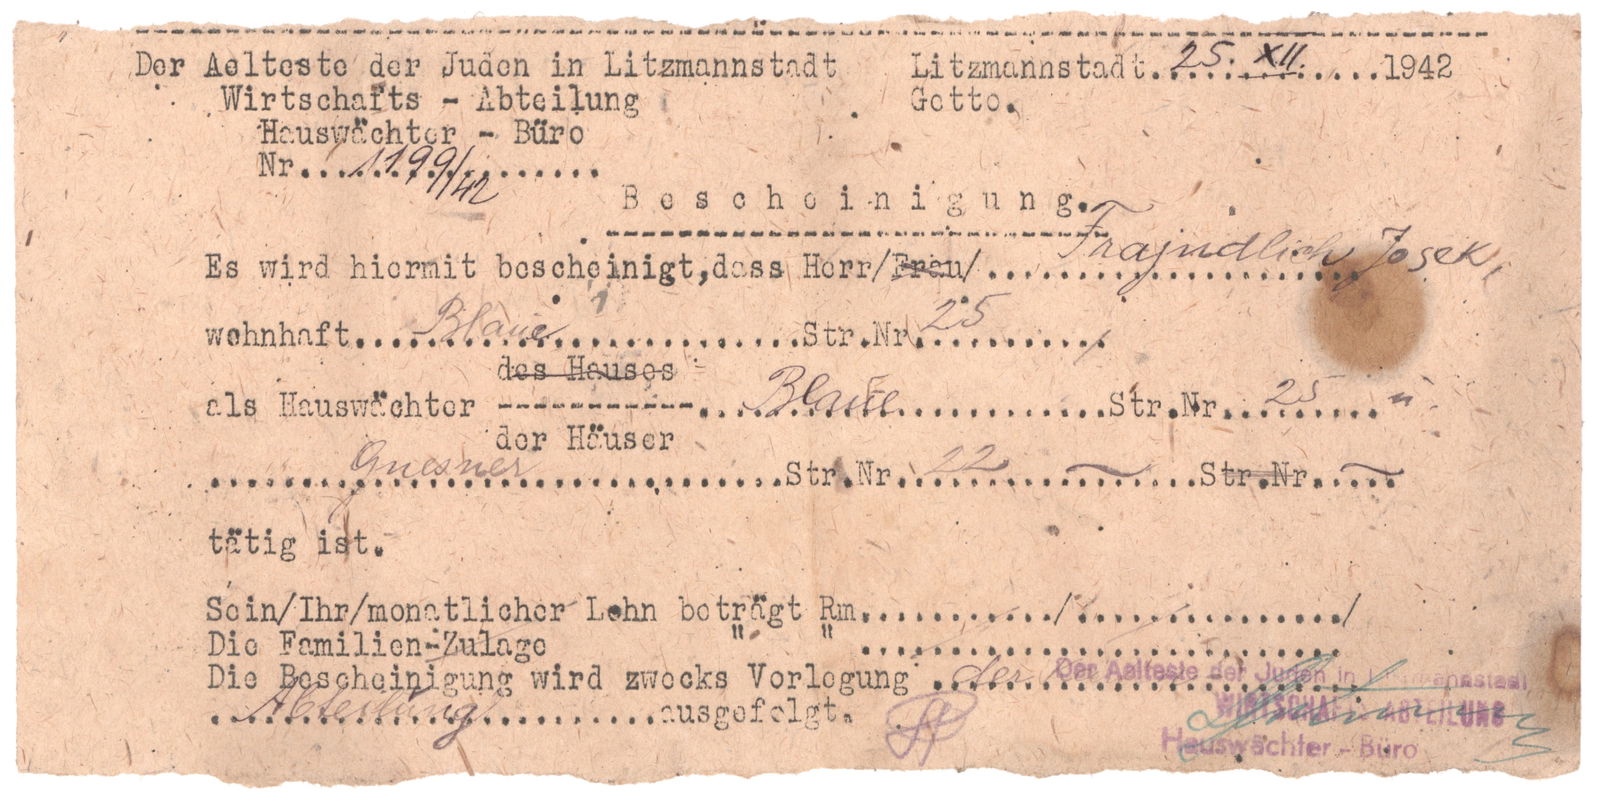 Der Aelteste der Juden in Litzmannstadt Litzmannstadt.25. XII. 1942
Wirtschafts - Abteilung Getto.
Hauswächter - Büro
Nr. 1199/42
Bescheinigung.
Es wird hiermit bescheinigt,dass Herr/Frau/ Frajndlich Josek,
wohnhaft Blaue Str.Nr. 25
des Hauses
als Hauswächter Blaue Str.Nr. 25 u.
der Häuser
Gnesner Str.Nr. 22 Str.Nr.
tätig ist.
Sein/Ihr/monatlicher Lohn beträgt Rm. / /
Die Familien-Zulage " "
Die Bescheinigung wird zwecks Vorlegung der
Abteilung ausgefolgt.
Der Aelteste der Juden in Litzmannstadt
WIRTSCHAFT-ABTEILUNG
Hauswächter - Büro